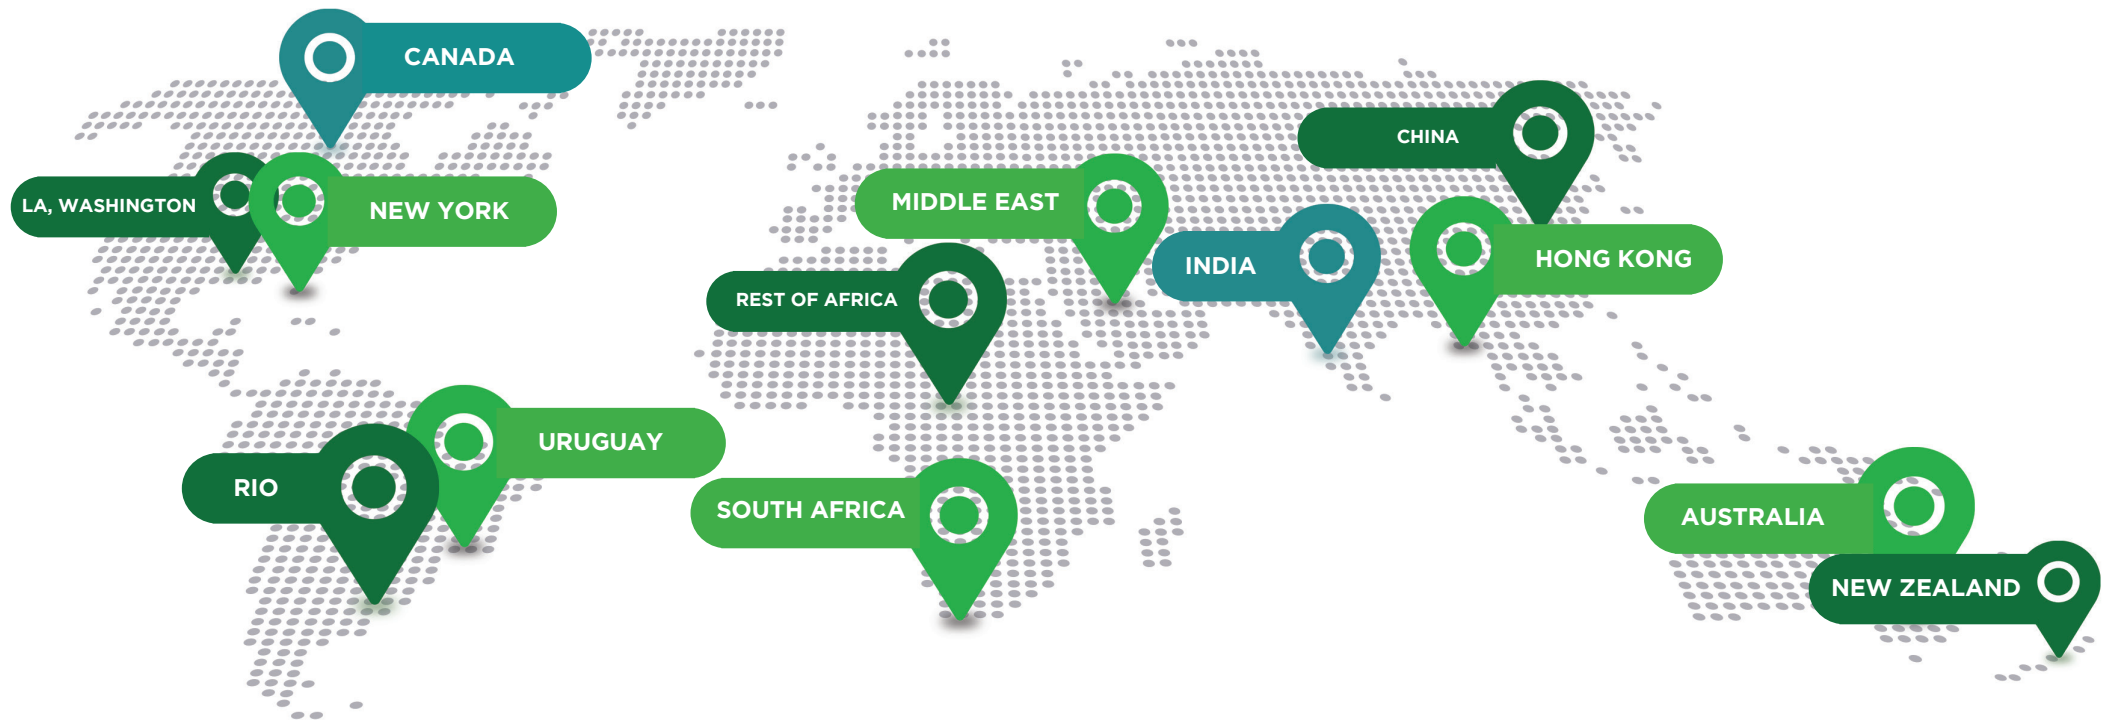 CANADA
CHINA
LA, WASHINGTON
NEW YORK
MIDDLE EAST
INDIA
HONG KONG
REST OF AFRICA
URUGUAY
RIO
SOUTH AFRICA
AUSTRALIA
NEW ZEALAND